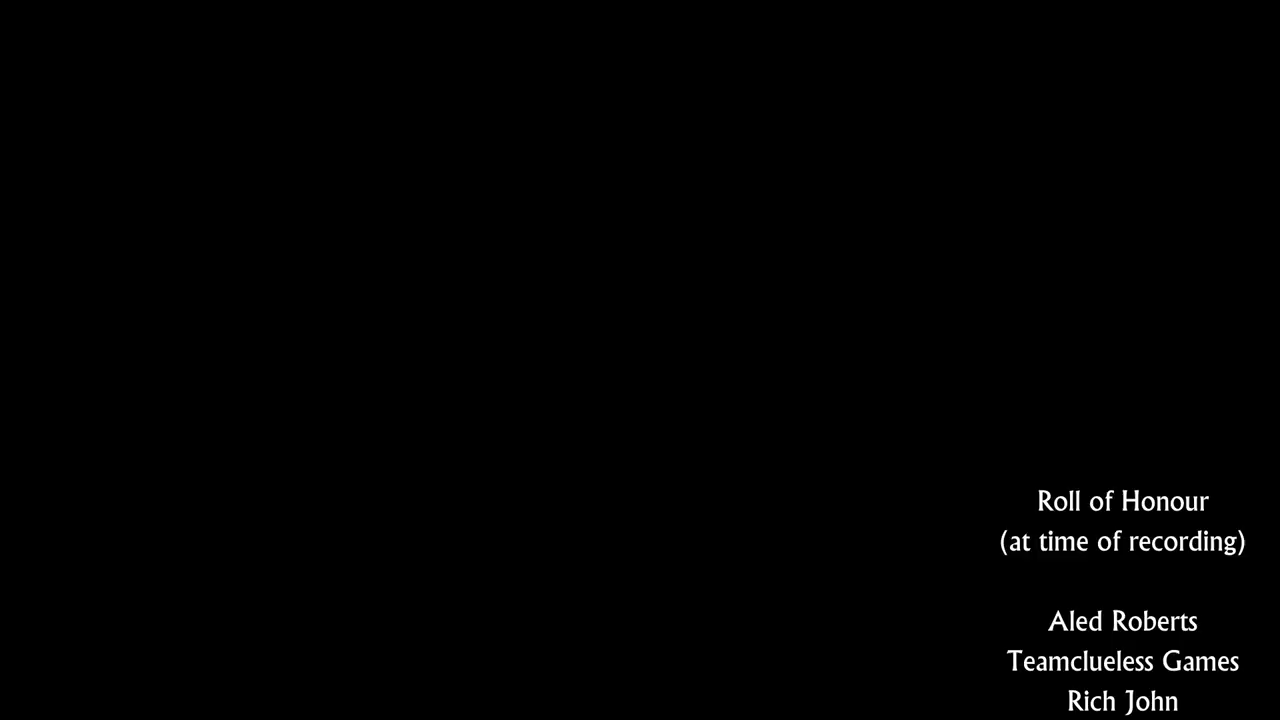 Roll of Honour
(at time of recording)
Aled Roberts
Teamclueless Games
Rich John